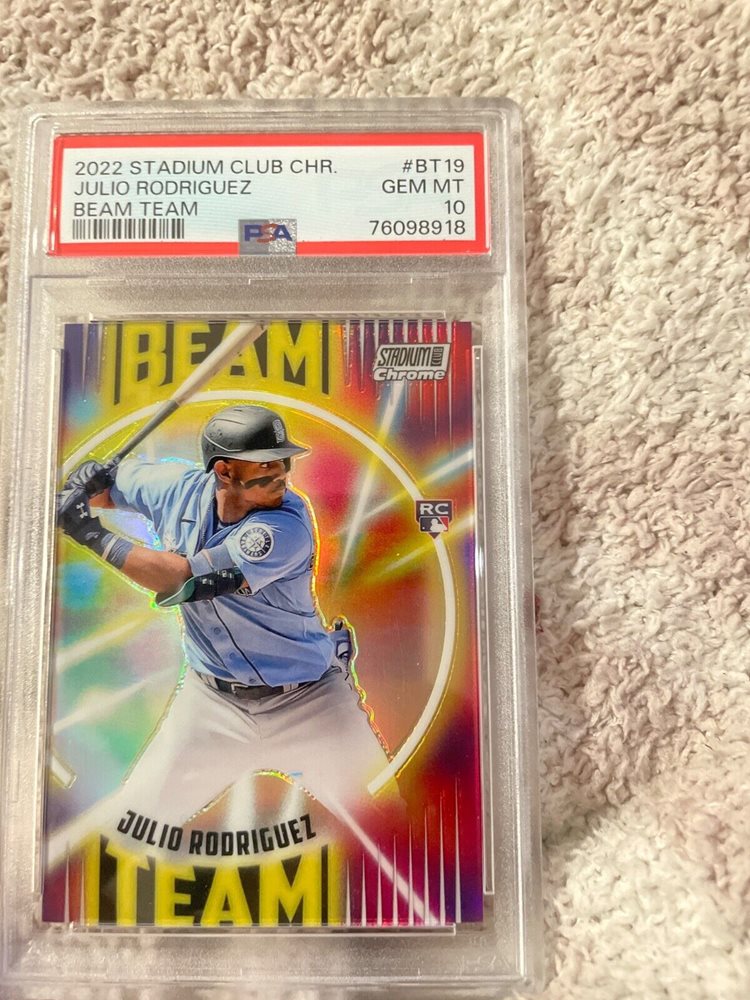 2022 STADIUM CLUB CHR. #BT19
JULIO RODRIGUEZ GEM MT
BEAM TEAM 10
PSA 76098918
BEAM
STADIUM CLUB
Chrome
RC
JULIO RODRIGUEZ
TEAM